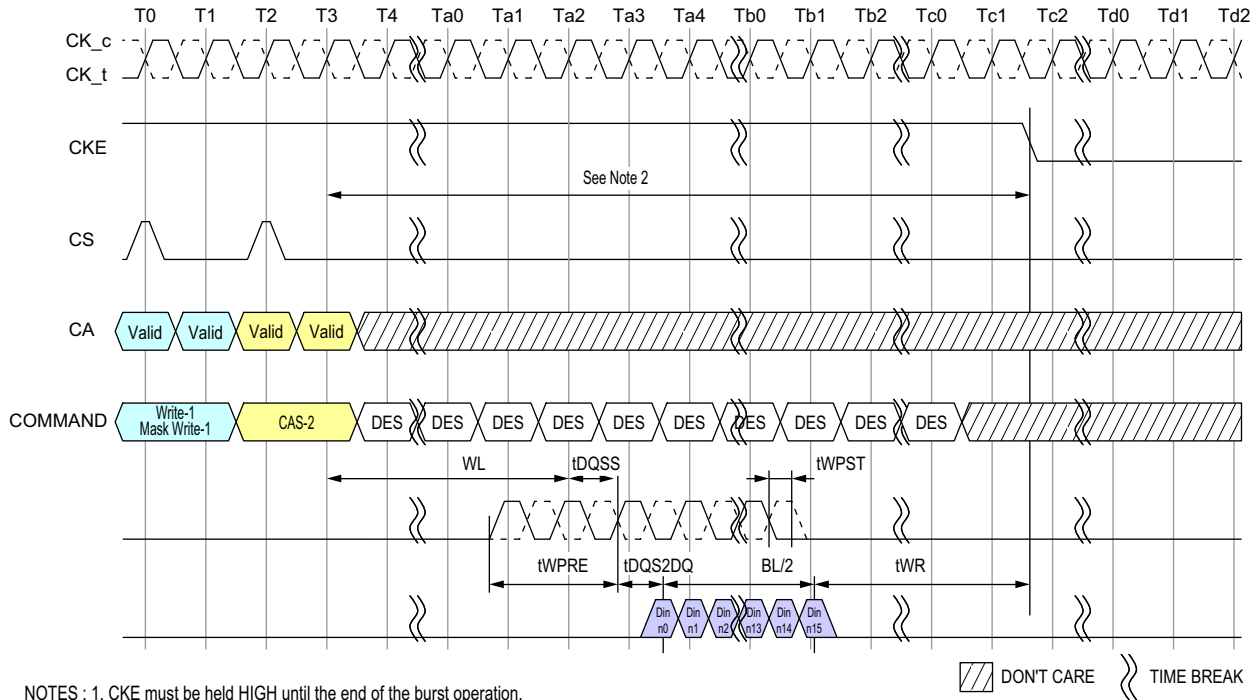 T0 T1 T2 T3 T4 Ta0 Ta1 Ta2 Ta3 Ta4 Tb0 Tb1 Tb2 Tc0 Tc1 Tc2 Td0 Td1 Td2
CK_c
CK_t
CKE
See Note 2
CS
CA Valid Valid Valid Valid
COMMAND Write-1 Mask Write-1 CAS-2 DES DES DES DES DES DES DES DES DES DES
WL tDQSS tWPST
tWPRE tDQS2DQ BL/2 tWR
Din n0 Din n1 Din n2 Din n13 Din n14 Din n15
DON'T CARE TIME BREAK
NOTES : 1. CKE must be held HIGH until the end of the burst operation.